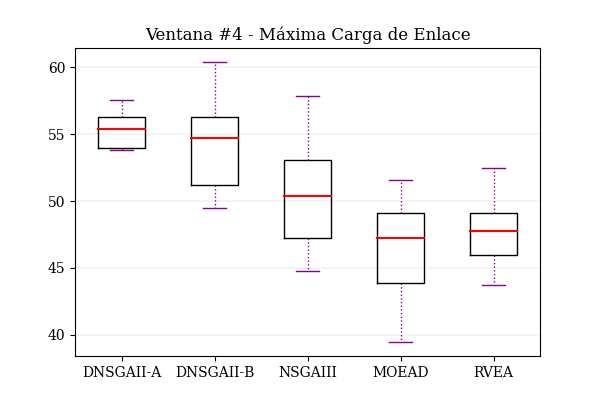 Ventana #4 - Máxima Carga de Enlace
60
55
50
45
40
DNSGAII-A DNSGAII-B NSGAIII MOEAD RVEA